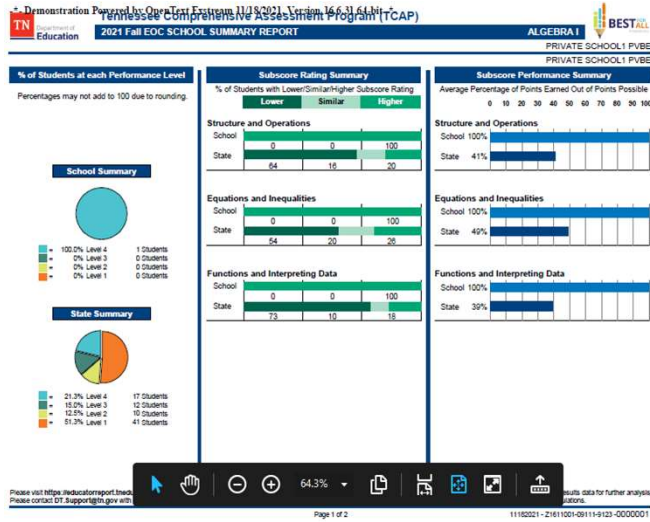 *- Demonstration Powered by OpenText Exstream 11/18/2021, Version 16.6.31 64-bit -*
Tennessee Comprehensive Assessment Program (TCAP)
TN Department of Education
2021 Fall EOC SCHOOL SUMMARY REPORT
ALGEBRA I
BEST FOR ALL
PRIVATE SCHOOL1 PVBE
PRIVATE SCHOOL1 PVBE
% of Students at each Performance Level
Percentages may not add to 100 due to rounding.
School Summary
= 100.0% Level 4 1 Students
= 0% Level 3 0 Students
= 0% Level 2 0 Students
= 0% Level 1 0 Students
State Summary
= 21.3% Level 4 17 Students
= 15.0% Level 3 12 Students
= 12.5% Level 2 10 Students
= 51.3% Level 1 41 Students
Subscore Rating Summary
% of Students with Lower/Similar/Higher Subscore Rating
Lower Similar Higher
Structure and Operations
School
0 0 100
State
64 16 20
Equations and Inequalities
School
0 0 100
State
54 20 26
Functions and Interpreting Data
School
0 0 100
State
73 10 18
Subscore Performance Summary
Average Percentage of Points Earned Out of Points Possible
0 10 20 30 40 50 60 70 80 90 100
Structure and Operations
School 100%
State 41%
Equations and Inequalities
School 100%
State 49%
Functions and Interpreting Data
School 100%
State 39%
64.3%
Please visit https://educatorreport.tnedu
esults data for further analysis
Please contact DT.Support@tn.gov with
Page 1 of 2
11182021 - Z1611001-09111-9123 -0000001